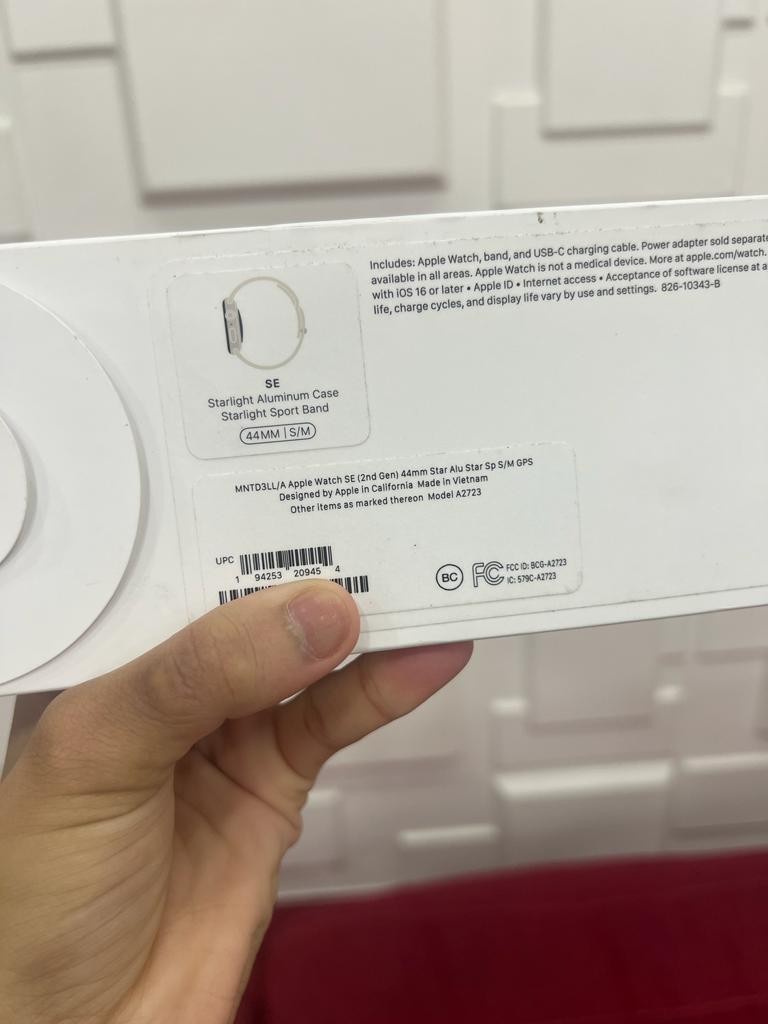 Includes: Apple Watch, band, and USB-C charging cable. Power adapter sold
available in all areas. Apple Watch is not a medical device. More at apple.com/watch.
with iOS 16 or later • Apple ID • Internet access • Acceptance of software license at
life, charge cycles, and display life vary by use and settings. 826-10343-B
SE
Starlight Aluminum Case
Starlight Sport Band
44MM | S/M
MNTD3LL/A Apple Watch SE (2nd Gen) 44mm Star Alu Star Sp S/M GPS
Designed by Apple in California Made in Vietnam
Other items as marked thereon Model A2723
UPC
1 94253 20945 4
BC
FC
FCC ID: BCG-A2723
IC: 579C-A2723